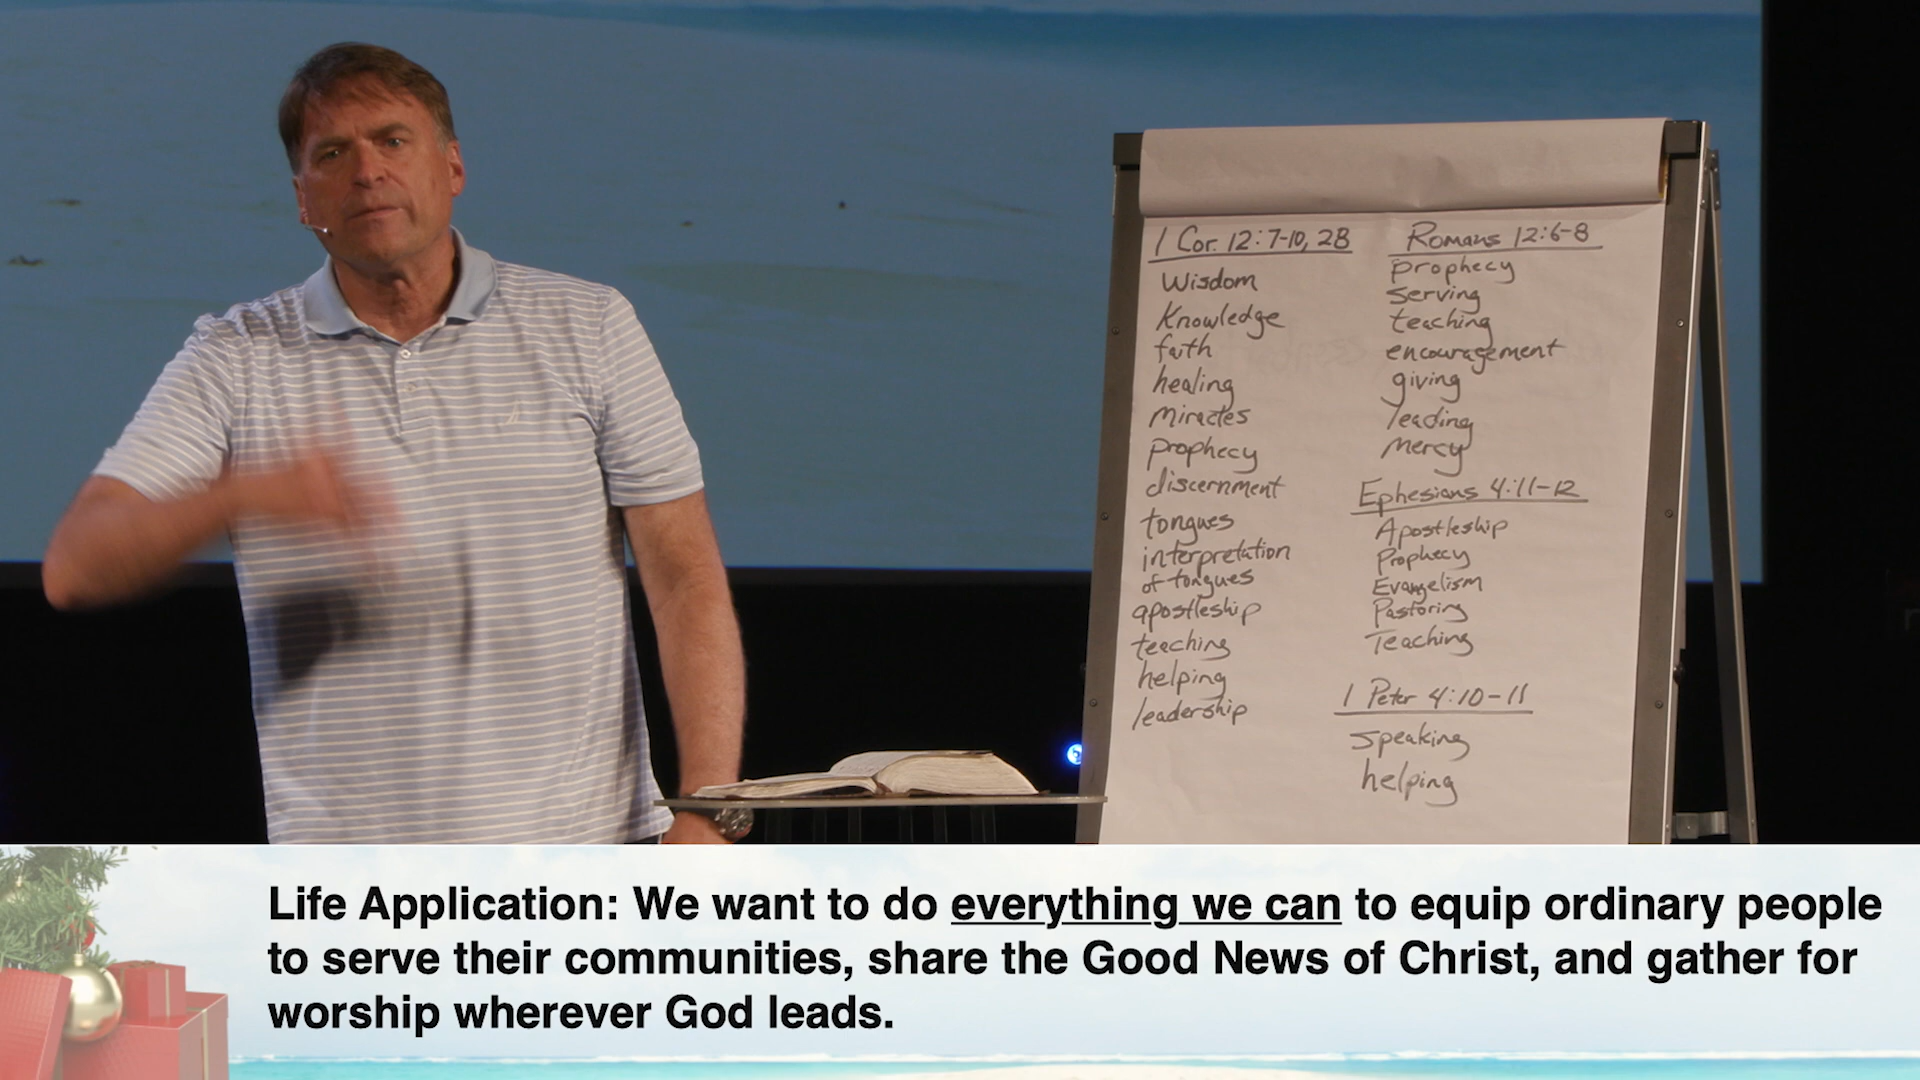 1 Cor. 12:7-10, 28
Wisdom
Knowledge
faith
healing
Miracles
prophecy
discernment
tongues
interpretation
of tongues
apostleship
teaching
helping
leadership
Romans 12:6-8
prophecy
serving
teaching
encouragement
giving
leading
Mercy
Ephesians 4:11-12
Apostleship
Prophecy
Evangelism
Pastoring
Teaching
1 Peter 4:10-11
Speaking
helping
Life Application: We want to do everything we can to equip ordinary people
to serve their communities, share the Good News of Christ, and gather for
worship wherever God leads.